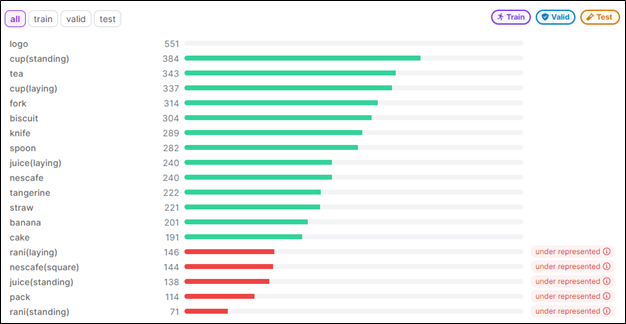 all train valid test Train Valid Test
logo 551
cup(standing) 384
tea 343
cup(laying) 337
fork 314
biscuit 304
knife 289
spoon 282
juice(laying) 240
nescafe 240
tangerine 222
straw 221
banana 201
cake 191
rani(laying) 146 under represented
nescafe(square) 144 under represented
juice(standing) 138 under represented
pack 114 under represented
rani(standing) 71 under represented